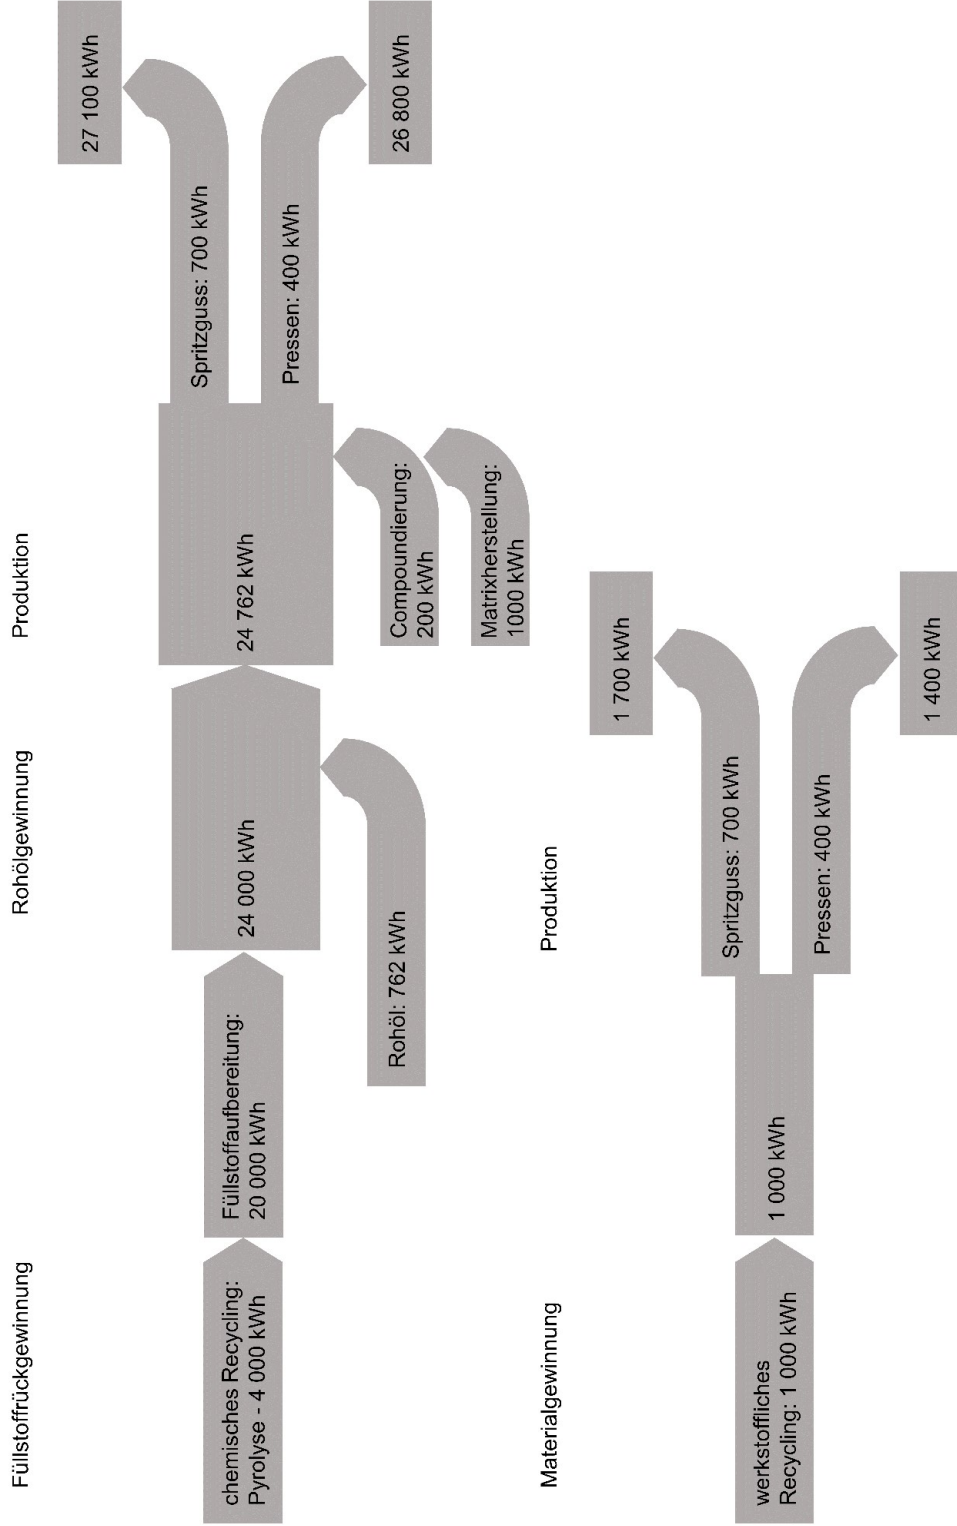 Füllstoffrückgewinnung
Rohölgewinnung
Produktion
chemisches Recycling:
Pyrolyse - 4 000 kWh
Füllstoffaufbereitung:
20 000 kWh
24 000 kWh
Rohöl: 762 kWh
24 762 kWh
Compoundierung:
200 kWh
Matrixherstellung:
1000 kWh
Spritzguss: 700 kWh
27 100 kWh
Pressen: 400 kWh
26 800 kWh
Materialgewinnung
Produktion
werkstoffliches
Recycling: 1 000 kWh
1 000 kWh
Spritzguss: 700 kWh
1 700 kWh
Pressen: 400 kWh
1 400 kWh